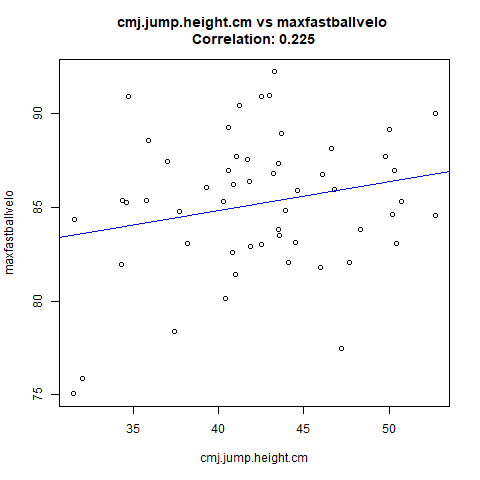 cmj.jump.height.cm vs maxfastballvelo
Correlation: 0.225
maxfastballvelo
90
85
80
75
35 40 45 50
cmj.jump.height.cm